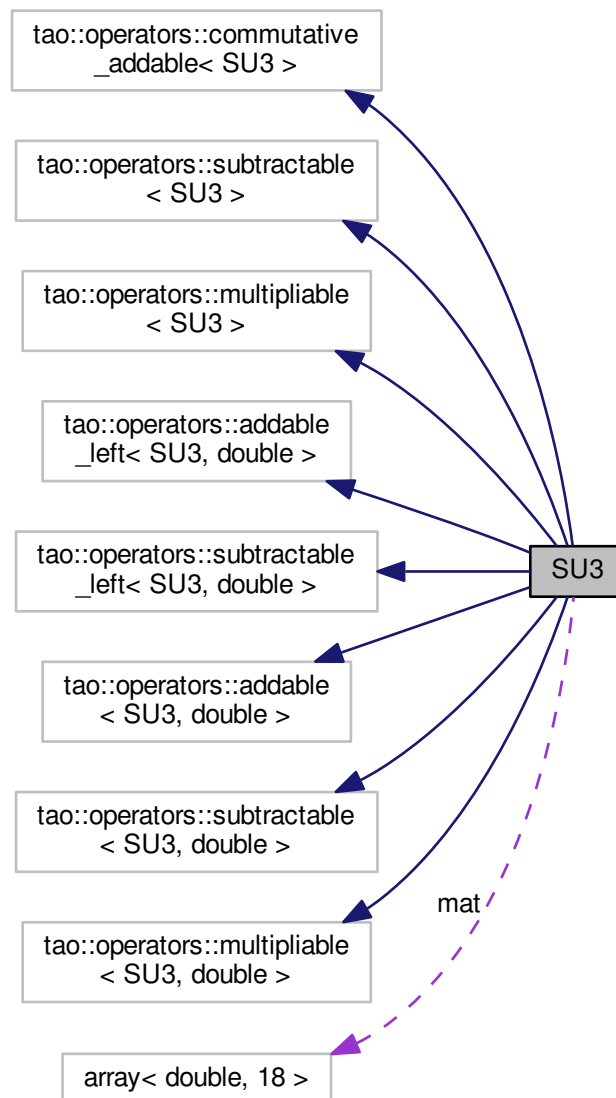 tao::operators::commutative
_addable< SU3 >
tao::operators::subtractable
< SU3 >
tao::operators::multipliable
< SU3 >
tao::operators::addable
_left< SU3, double >
tao::operators::subtractable
_left< SU3, double >
SU3
tao::operators::addable
< SU3, double >
tao::operators::subtractable
< SU3, double >
mat
tao::operators::multipliable
< SU3, double >
array< double, 18 >